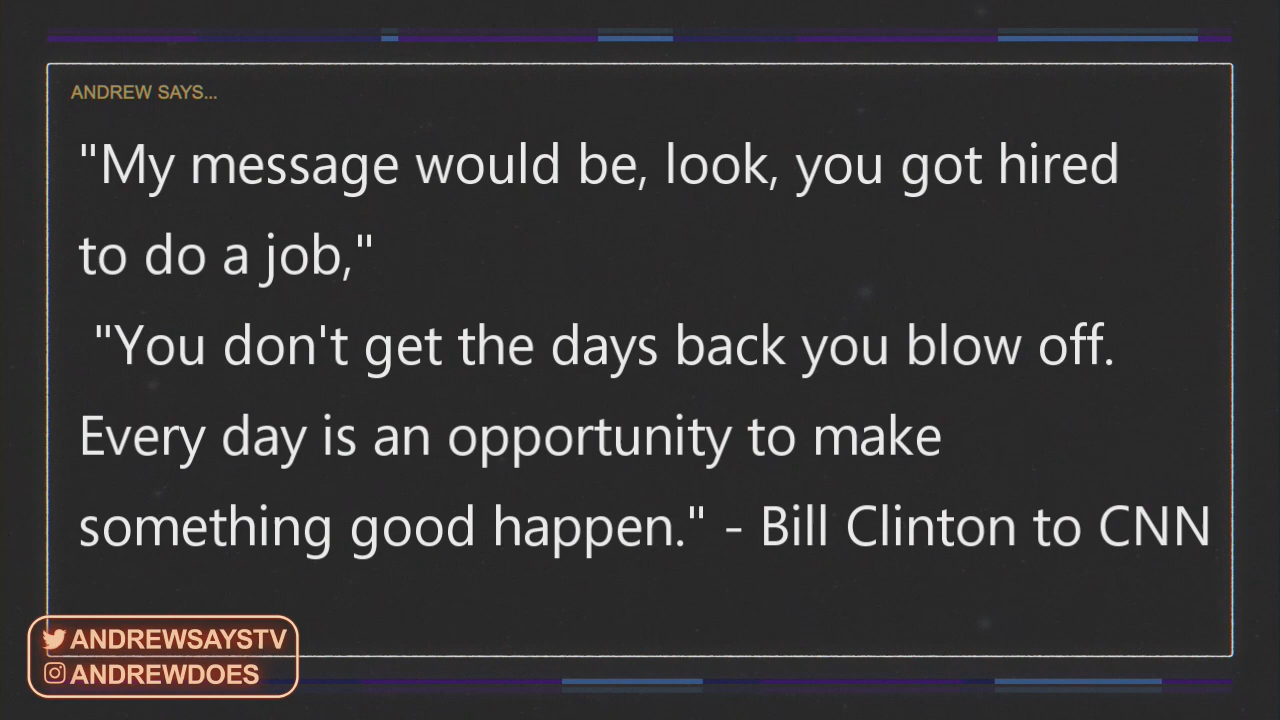 ANDREW SAYS...
"My message would be, look, you got hired
to do a job,"
"You don't get the days back you blow off.
Every day is an opportunity to make
something good happen." - Bill Clinton to CNN
ANDREWSAYSTV
ANDREWDOES